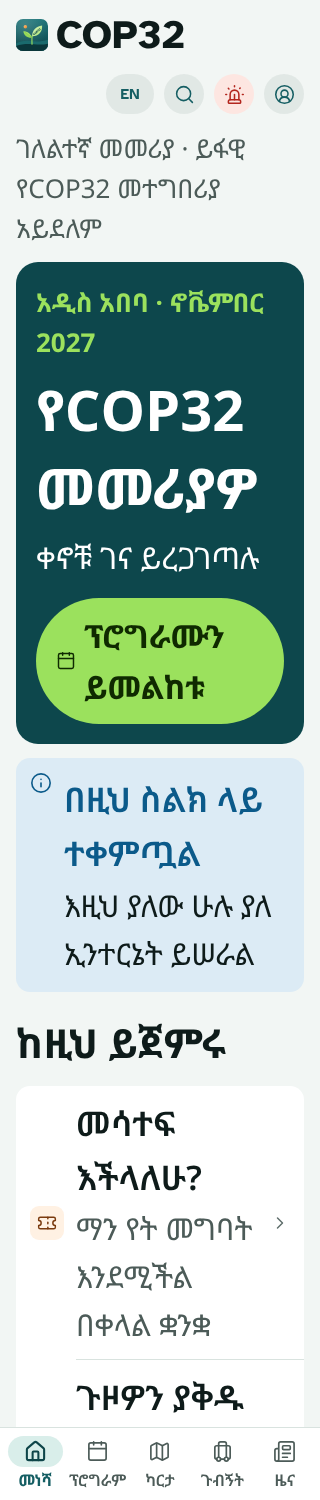 COP32
EN
ገለልተኛ መመሪያ · ይፋዊ
የCOP32 መተግበሪያ
አይደለም
አዲስ አበባ · ኖቬምበር
2027
የCOP32
መመሪያዎ
ቀኖቹ ገና ይረጋገጣሉ
ፕሮግራሙን
ይመልከቱ
በዚህ ስልክ ላይ
ተቀምጧል
እዚህ ያለው ሁሉ ያለ
ኢንተርኔት ይሠራል
ከዚህ ይጀምሩ
መሳተፍ
እችላለሁ?
ማን የት መግባት
እንደሚችል
በቀላል ቋንቋ
ጉዞዎን ያቅዱ
መነሻ
ፕሮግራም
ካርታ
ጉብኝት
ዜና